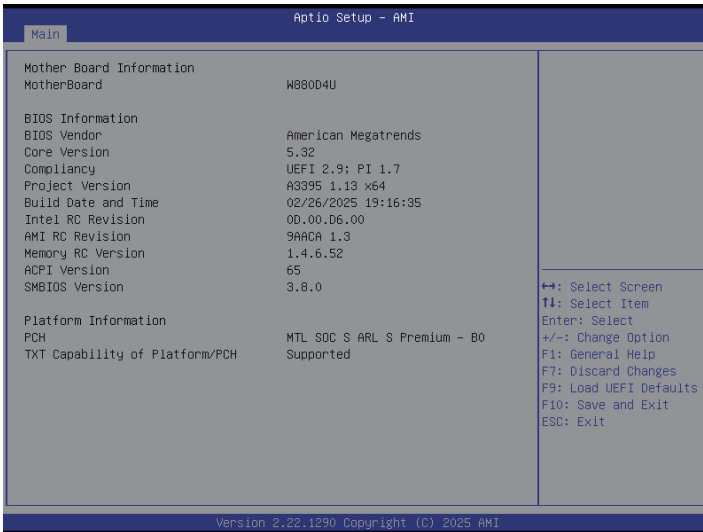 Aptio Setup - AMI
Main
Mother Board Information
MotherBoard W880D4U
BIOS Information
BIOS Vendor American Megatrends
Core Version 5.32
Compliancy UEFI 2.9; PI 1.7
Project Version A3395 1.13 x64
Build Date and Time 02/26/2025 19:16:35
Intel RC Revision 0D.00.D6.00
AMI RC Revision 9AACA 1.3
Memory RC Version 1.4.6.52
ACPI Version 65
SMBIOS Version 3.8.0
Platform Information
PCH MTL SOC S ARL S Premium - B0
TXT Capability of Platform/PCH Supported
↔: Select Screen
↑↓: Select Item
Enter: Select
+/-: Change Option
F1: General Help
F7: Discard Changes
F9: Load UEFI Defaults
F10: Save and Exit
ESC: Exit
Version 2.22.1290 Copyright (C) 2025 AMI